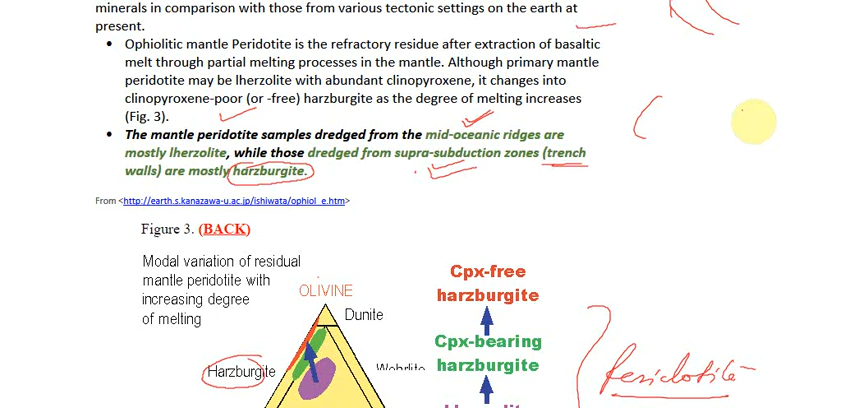 minerals in comparison with those from various tectonic settings on the earth at
present.
• Ophiolitic mantle Peridotite is the refractory residue after extraction of basaltic
melt through partial melting processes in the mantle. Although primary mantle
peridotite may be lherzolite with abundant clinopyroxene, it changes into
clinopyroxene-poor (or -free) harzburgite as the degree of melting increases
(Fig. 3).
• The mantle peridotite samples dredged from the mid-oceanic ridges are
mostly lherzolite, while those dredged from supra-subduction zones (trench
walls) are mostly harzburgite.
From <http://earth.s.kanazawa-u.ac.jp/ishiwata/ophiol_e.htm>
Figure 3. (BACK)
Modal variation of residual
mantle peridotite with
increasing degree
of melting
OLIVINE
Dunite
Harzburgite
Wehrlite
Cpx-free
harzburgite
Cpx-bearing
harzburgite
Peridotite